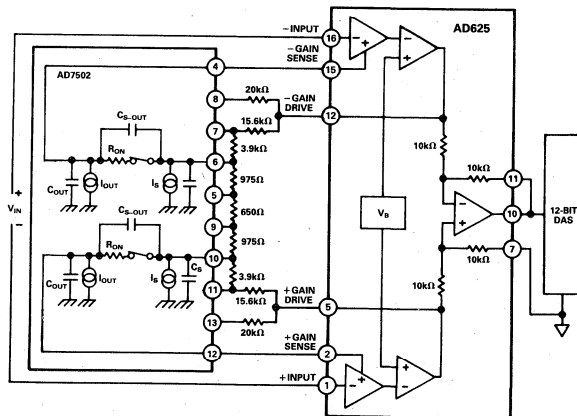 −INPUT
AD625
16
−GAIN
SENSE
15
AD7502
4
8
20kΩ
−GAIN
DRIVE
12
7
15.6kΩ
3.9kΩ
C_S–OUT
R_ON
6
C_OUT
I_OUT
I_S
975Ω
5
650Ω
9
975Ω
C_S–OUT
R_ON
10
C_OUT
I_OUT
I_S
C_S
3.9kΩ
11
15.6kΩ
+GAIN
DRIVE
5
13
20kΩ
+GAIN
SENSE
2
12
+INPUT
1
+
V_IN
−
−
+
−
+
10kΩ
10kΩ
11
V_B
−
+
10
12-BIT
DAS
7
10kΩ
10kΩ
+
−
+
−